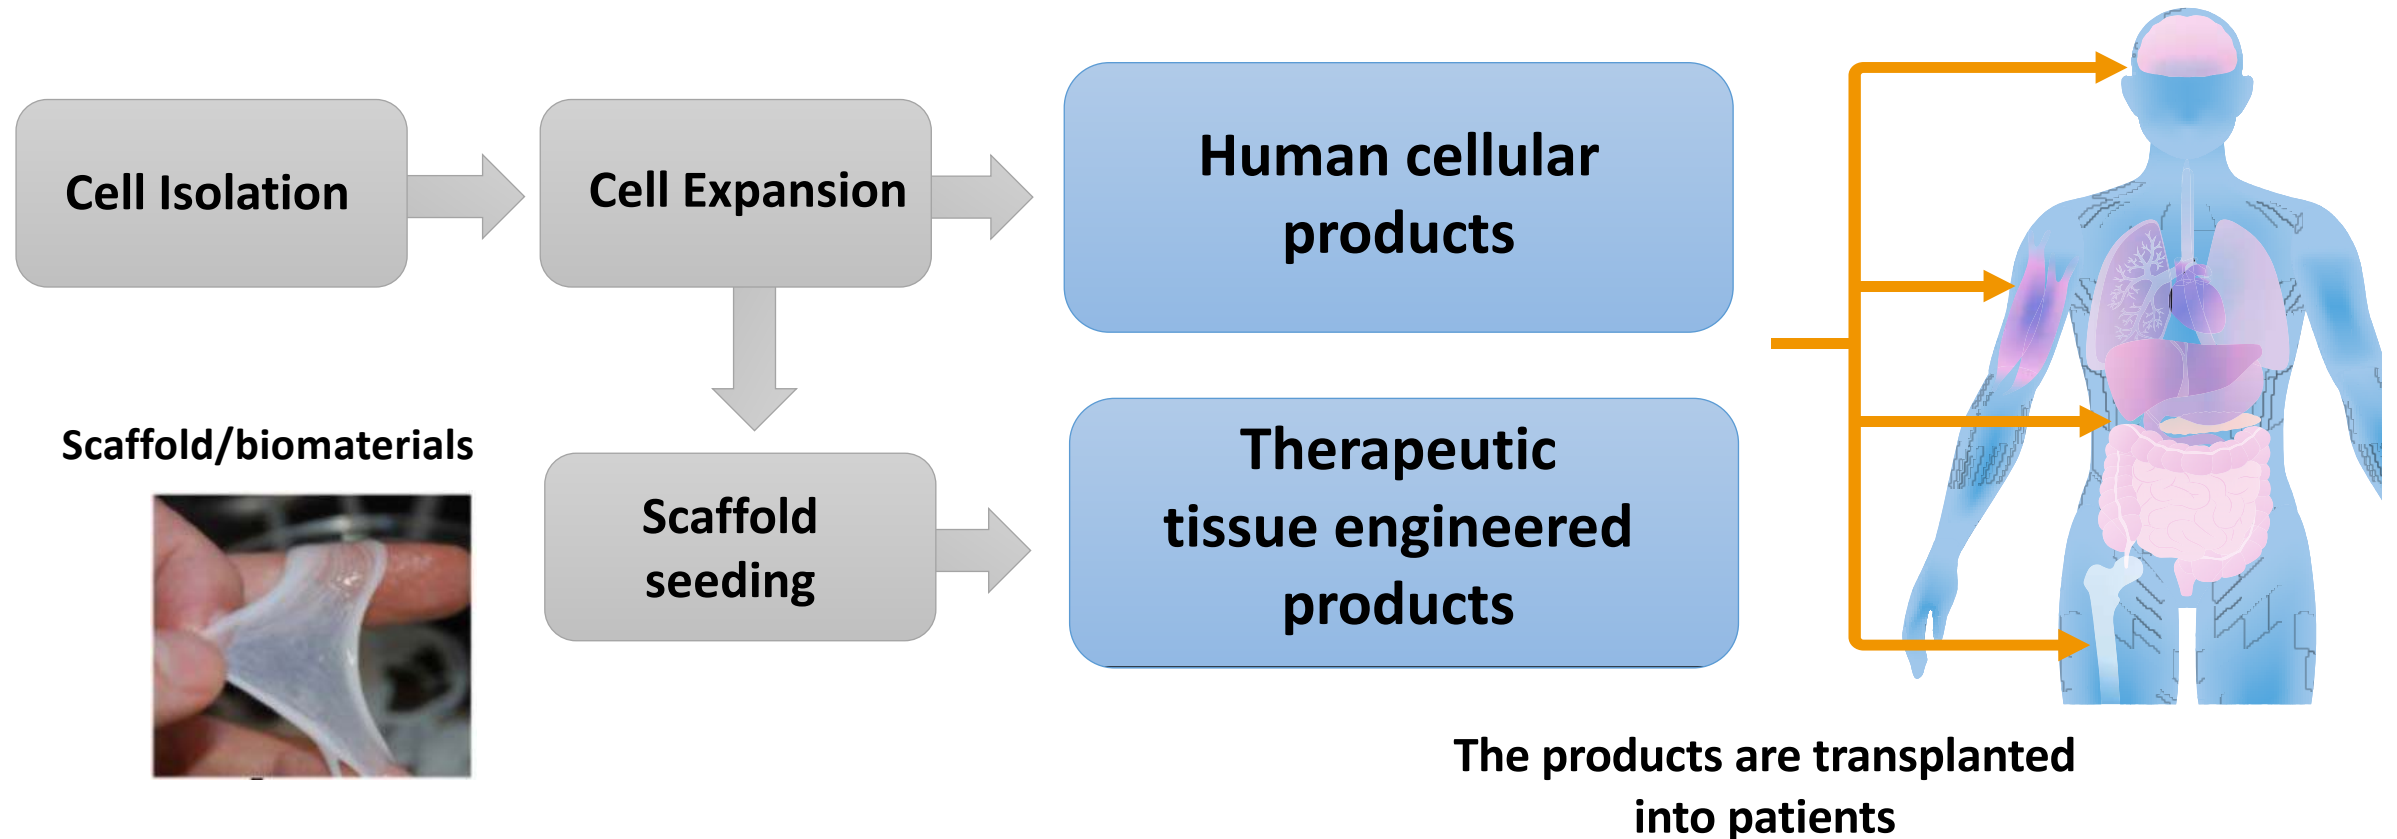 Cell Isolation
Cell Expansion
Human cellular
products
Scaffold/biomaterials
Scaffold
seeding
Therapeutic
tissue engineered
products
The products are transplanted
into patients